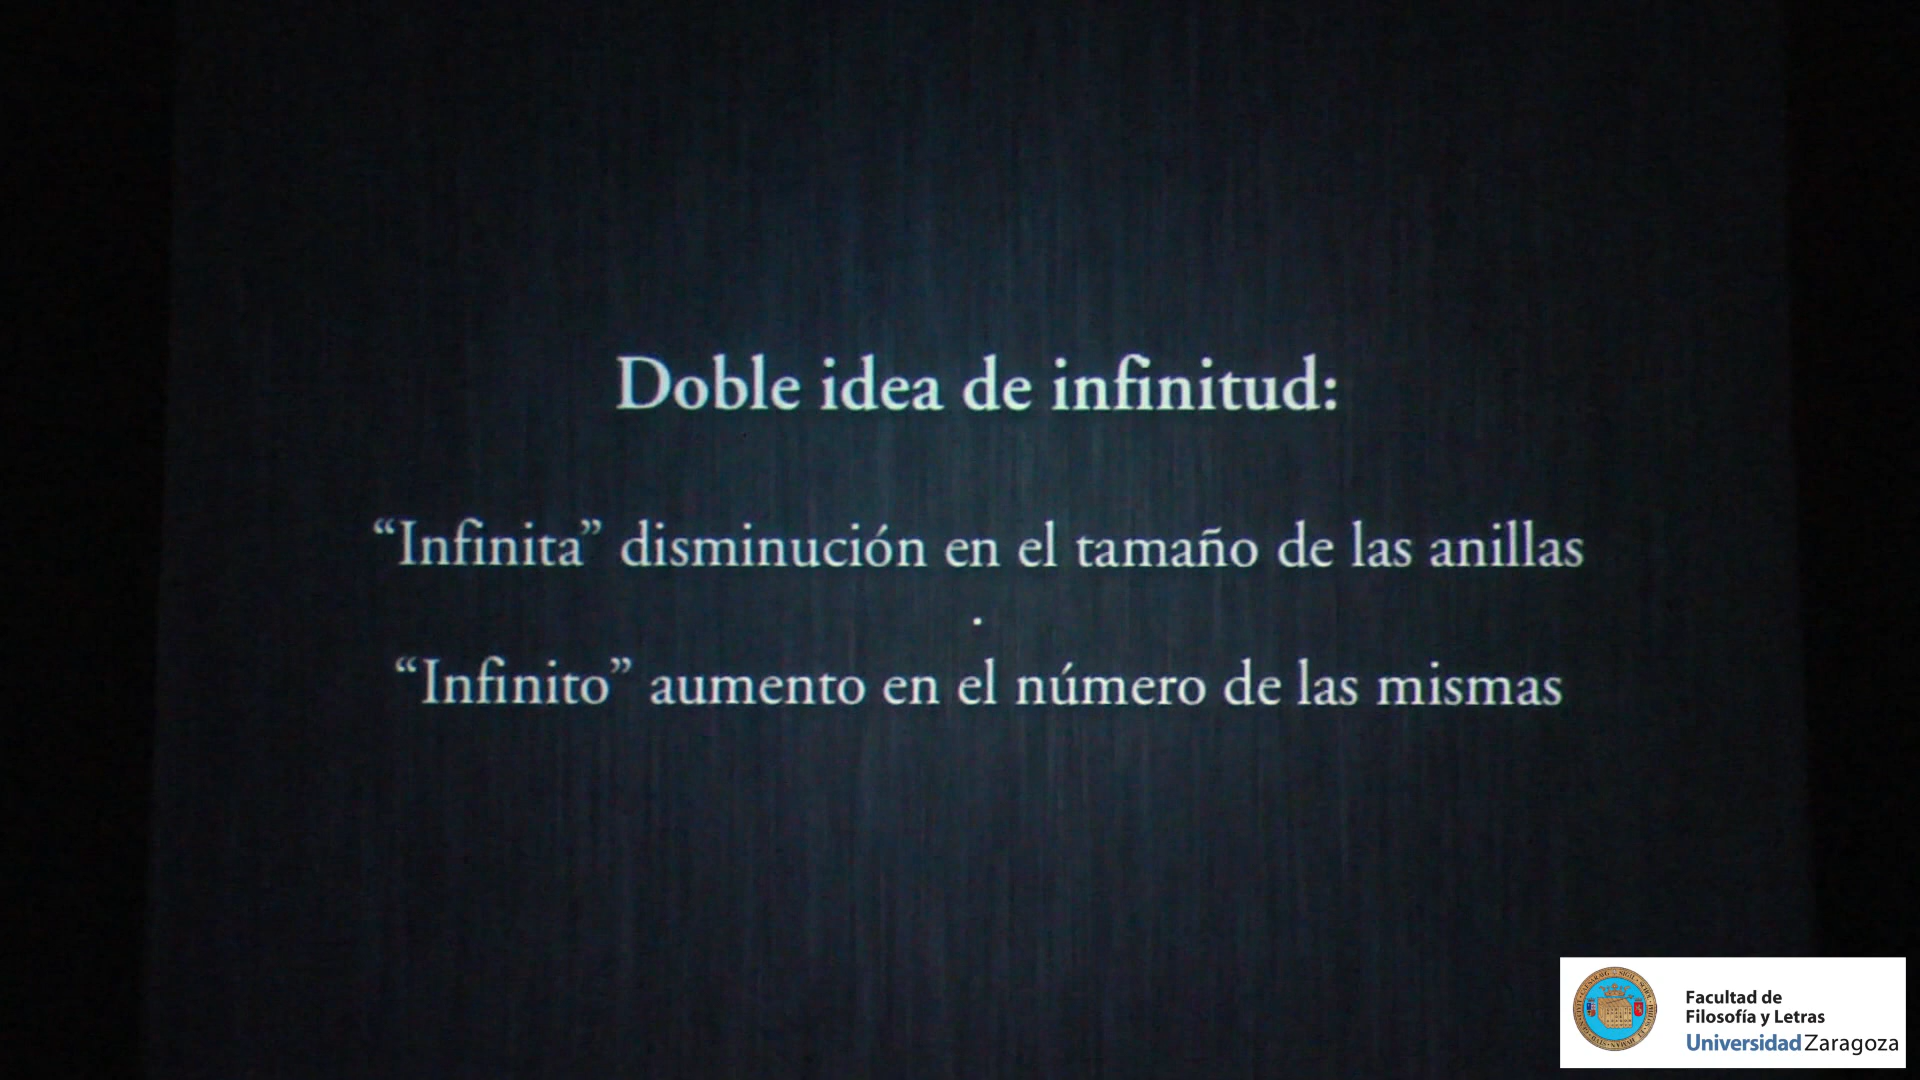 Doble idea de infinitud:
“Infinita” disminución en el tamaño de las anillas
.
“Infinito” aumento en el número de las mismas
Facultad de
Filosofía y Letras
Universidad Zaragoza